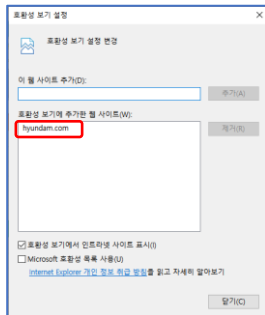 호환성 보기 설정
호환성 보기 설정 변경
이 웹 사이트 추가(D):
추가(A)
호환성 보기에 추가한 웹 사이트(W):
hyundam.com
제거(R)
호환성 보기에서 인트라넷 사이트 표시(I)
Microsoft 호환성 목록 사용(U)
Internet Explorer 개인 정보 취급 방침을 읽고 자세히 알아보기
닫기(C)